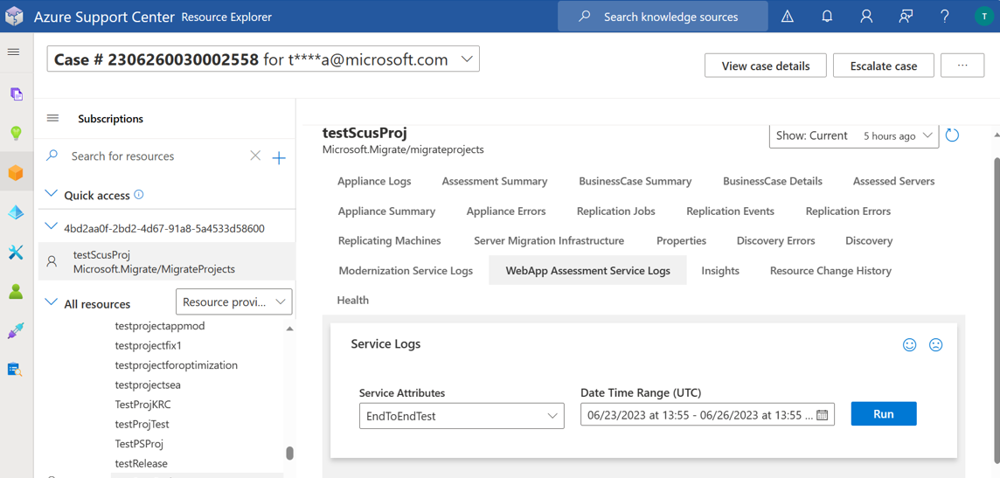 Azure Support Center Resource Explorer
Search knowledge sources
?
T
Case # 2306260030002558 for t****a@microsoft.com
View case details
Escalate case
...
Subscriptions
Search for resources
Quick access
4bd2aa0f-2bd2-4d67-91a8-5a4533d58600
testScusProj
Microsoft.Migrate/MigrateProjects
All resources
Resource provi...
testprojectappmod
testprojectfix1
testprojectforoptimization
testprojectsea
TestProjKRC
testProjTest
TestPSProj
testRelease
testScusProj
Microsoft.Migrate/migrateprojects
Show: Current 5 hours ago
Appliance Logs Assessment Summary BusinessCase Summary BusinessCase Details Assessed Servers
Appliance Summary Appliance Errors Replication Jobs Replication Events Replication Errors
Replicating Machines Server Migration Infrastructure Properties Discovery Errors Discovery
Modernization Service Logs WebApp Assessment Service Logs Insights Resource Change History
Health
Service Logs
Service Attributes
EndToEndTest
Date Time Range (UTC)
06/23/2023 at 13:55 - 06/26/2023 at 13:55 ...
Run